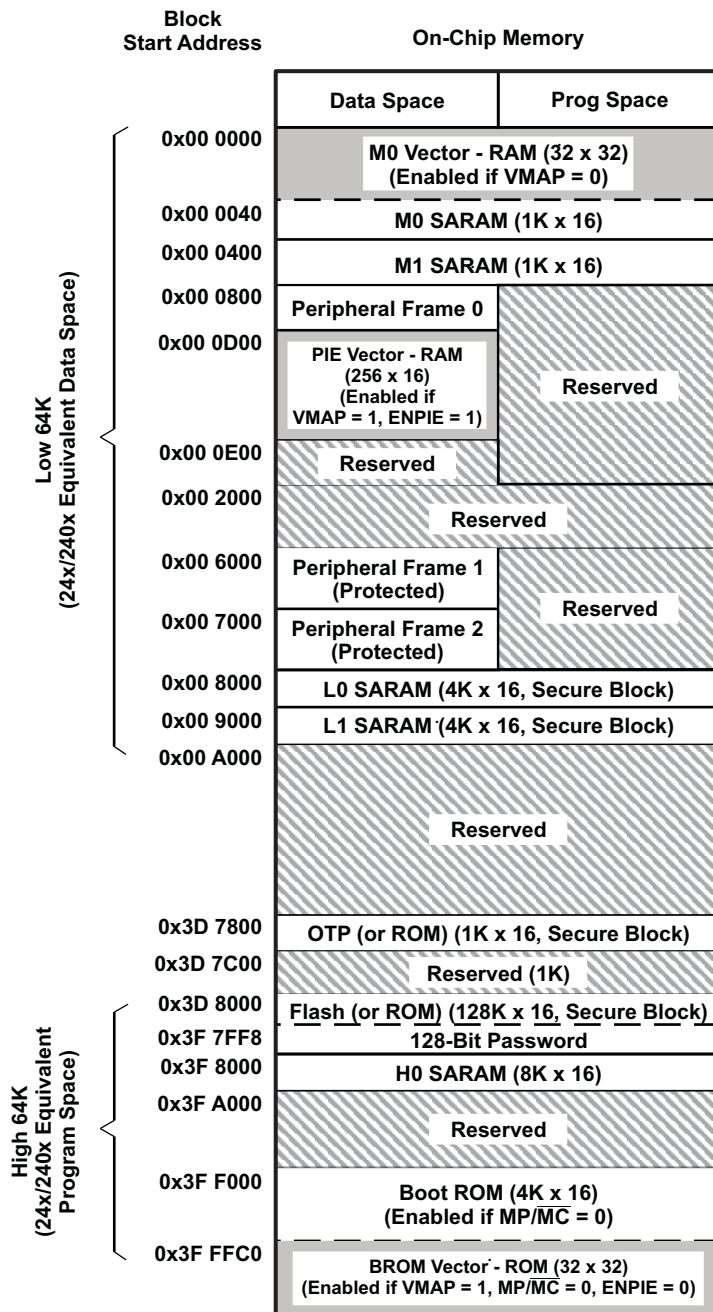 Block
Start Address
On-Chip Memory
Data Space
Prog Space
Low 64K
(24x/240x Equivalent Data Space)
0x00 0000
M0 Vector - RAM (32 x 32)
(Enabled if VMAP = 0)
0x00 0040
M0 SARAM (1K x 16)
0x00 0400
M1 SARAM (1K x 16)
0x00 0800
Peripheral Frame 0
0x00 0D00
PIE Vector - RAM
(256 x 16)
(Enabled if
VMAP = 1, ENPIE = 1)
Reserved
0x00 0E00
Reserved
0x00 2000
Reserved
0x00 6000
Peripheral Frame 1
(Protected)
Reserved
0x00 7000
Peripheral Frame 2
(Protected)
0x00 8000
L0 SARAM (4K x 16, Secure Block)
0x00 9000
L1 SARAM (4K x 16, Secure Block)
0x00 A000
Reserved
0x3D 7800
OTP (or ROM) (1K x 16, Secure Block)
0x3D 7C00
Reserved (1K)
High 64K
(24x/240x Equivalent
Program Space)
0x3D 8000
Flash (or ROM) (128K x 16, Secure Block)
0x3F 7FF8
128-Bit Password
0x3F 8000
H0 SARAM (8K x 16)
0x3F A000
Reserved
0x3F F000
Boot ROM (4K x 16)
(Enabled if MP/M̅C̅ = 0)
0x3F FFC0
BROM Vector - ROM (32 x 32)
(Enabled if VMAP = 1, MP/M̅C̅ = 0, ENPIE = 0)